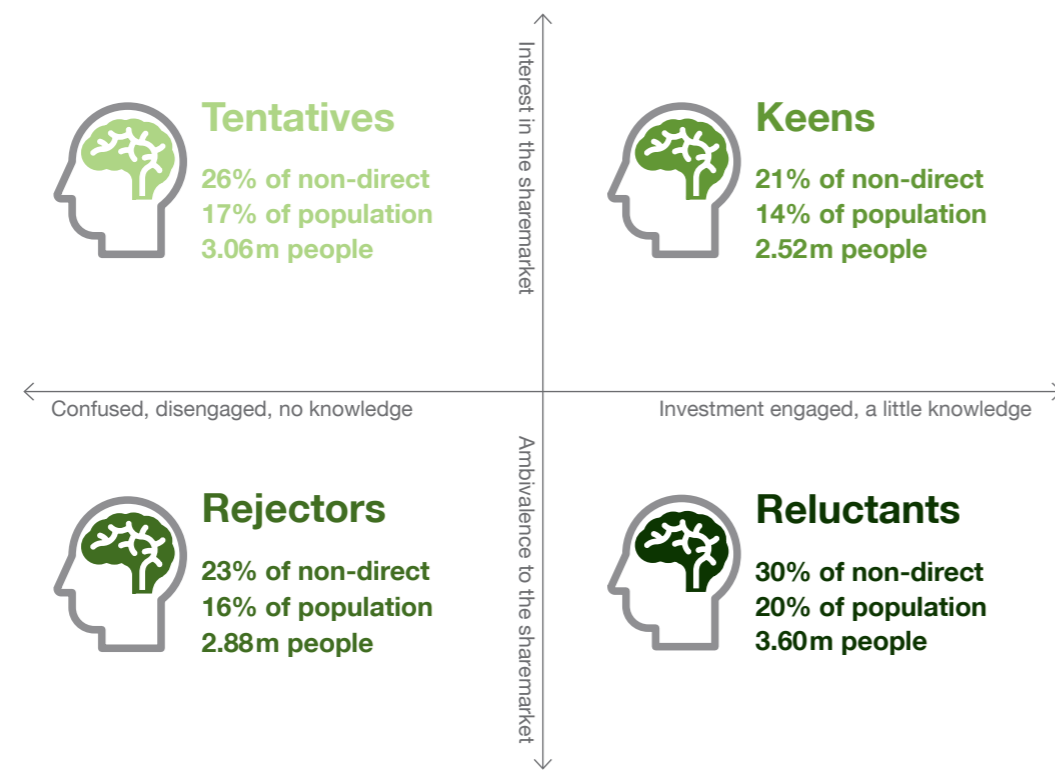 Interest in the sharemarket
Tentatives
26% of non-direct
17% of population
3.06m people
Keens
21% of non-direct
14% of population
2.52m people
Confused, disengaged, no knowledge
Investment engaged, a little knowledge
Ambivalence to the sharemarket
Rejectors
23% of non-direct
16% of population
2.88m people
Reluctants
30% of non-direct
20% of population
3.60m people